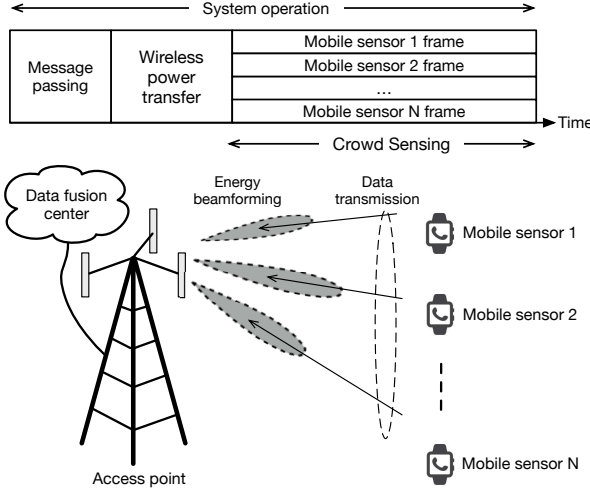 System operation
Message
passing
Wireless
power
transfer
Mobile sensor 1 frame
Mobile sensor 2 frame
...
Mobile sensor N frame
Time
Crowd Sensing
Data fusion
center
Energy
beamforming
Data
transmission
Mobile sensor 1
Mobile sensor 2
Mobile sensor N
Access point